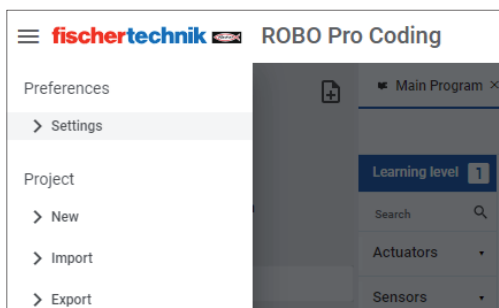 fischertechnik ROBO Pro Coding
Preferences
Settings
Project
New
Import
Export
Main Program
Learning level 1
Search
Actuators
Sensors